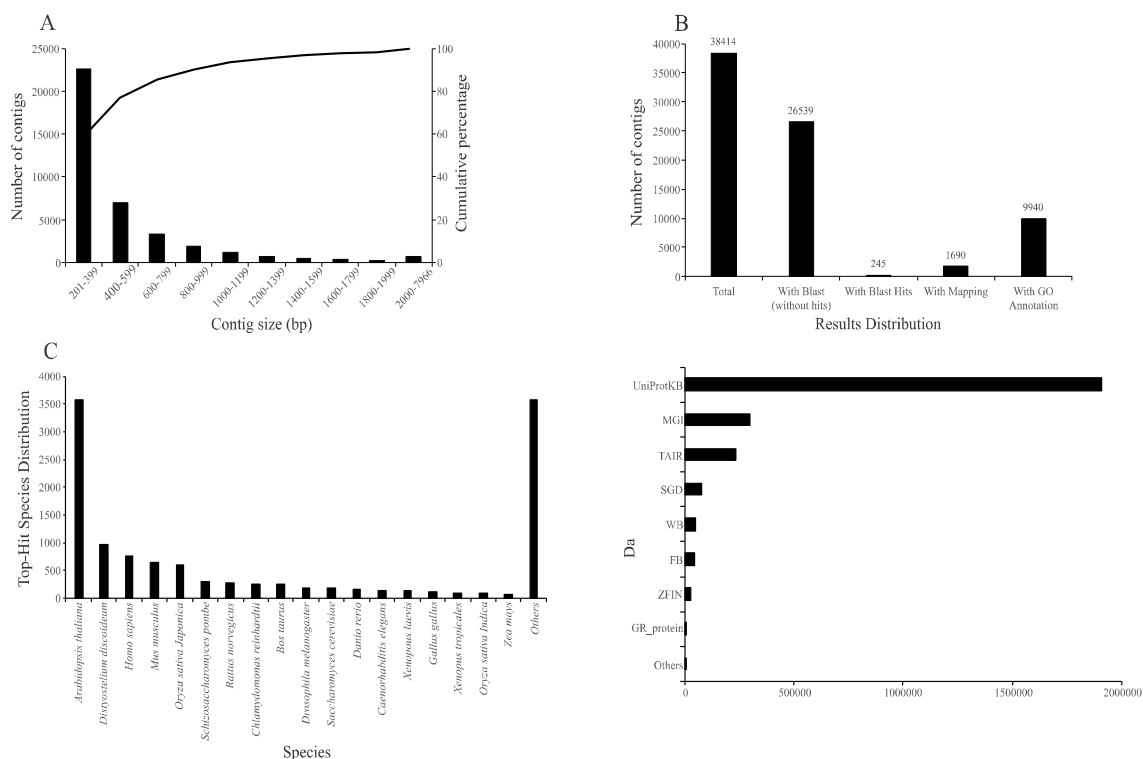 A
25000
20000
15000
10000
5000
0
Number of contigs
100
80
60
40
20
0
Cumulative percentage
201-399
400-599
600-799
800-999
1000-1199
1200-1399
1400-1599
1600-1799
1800-1999
2000-7966
Contig size (bp)
B
40000
35000
30000
25000
20000
15000
10000
5000
0
Number of contigs
38414
26539
245
1690
9940
Total
With Blast
(without hits)
With Blast Hits
With Mapping
With GO
Annotation
Results Distribution
C
4000
3500
3000
2500
2000
1500
1000
500
0
Top-Hit Species Distribution
Arabidopsis thaliana
Distyostelium discoideum
Homo sapiens
Mus musculus
Oryza sativa Japonica
Schizosaccharomyces pombe
Rattus norvegicus
Chlamydomonas reinhardtii
Bos taurus
Drosophila melanogaster
Saccharomyces cerevisiae
Danio rerio
Caenorhabditis elegans
Xenopous laevis
Gallus gallus
Xenopus tropicales
Oryza sativa Indica
Zea mays
Others
Species
Da
UniProtKB
MGI
TAIR
SGD
WB
FB
ZFIN
GR_protein
Others
0
500000
1000000
1500000
2000000